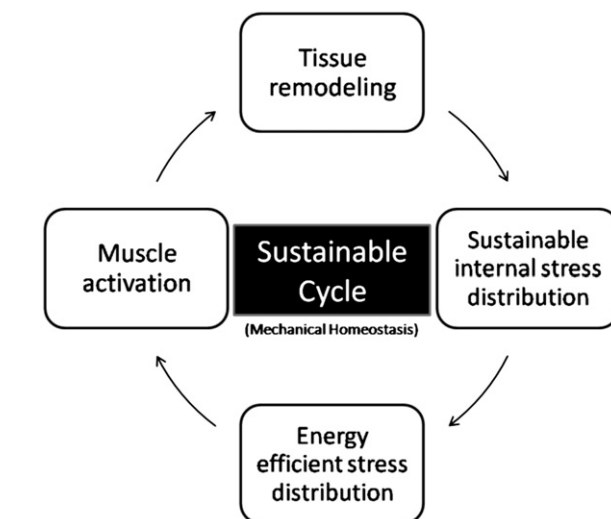 Tissue
remodeling
Muscle
activation
Sustainable
Cycle
(Mechanical Homeostasis)
Sustainable
internal stress
distribution
Energy
efficient stress
distribution